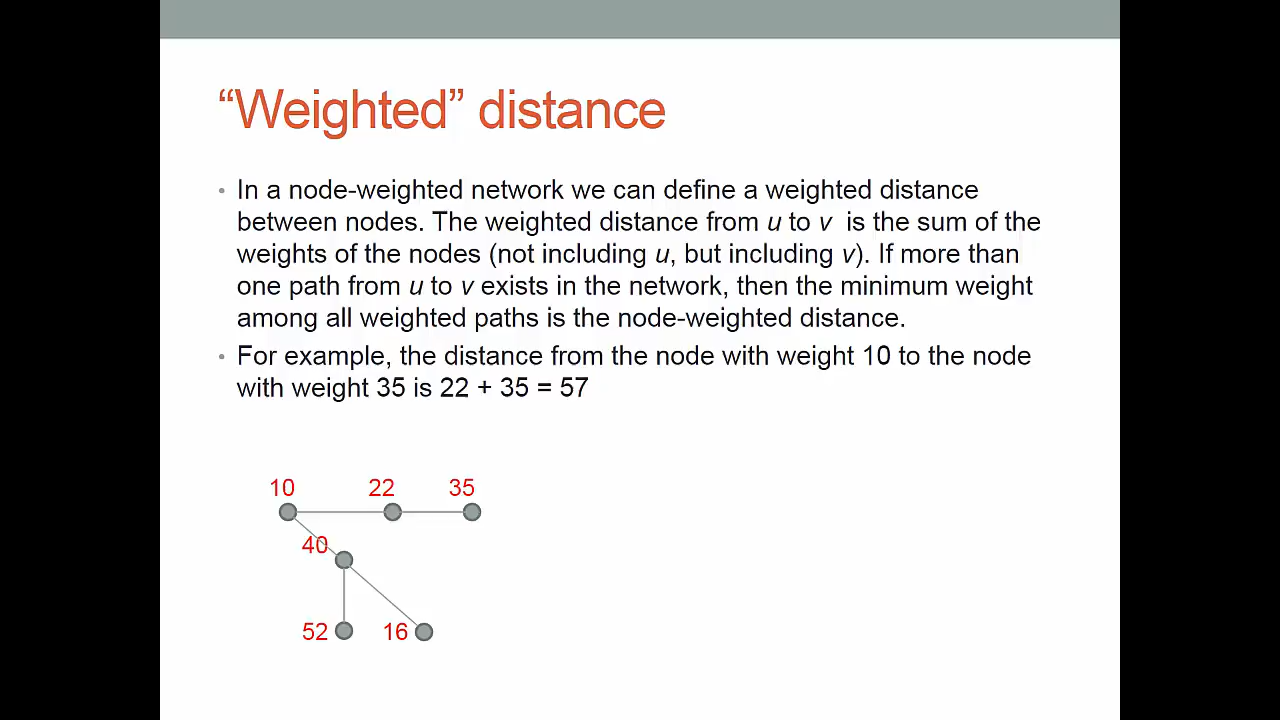 “Weighted” distance
• In a node-weighted network we can define a weighted distance
between nodes. The weighted distance from u to v is the sum of the
weights of the nodes (not including u, but including v). If more than
one path from u to v exists in the network, then the minimum weight
among all weighted paths is the node-weighted distance.
• For example, the distance from the node with weight 10 to the node
with weight 35 is 22 + 35 = 57
10 22 35
40
52 16